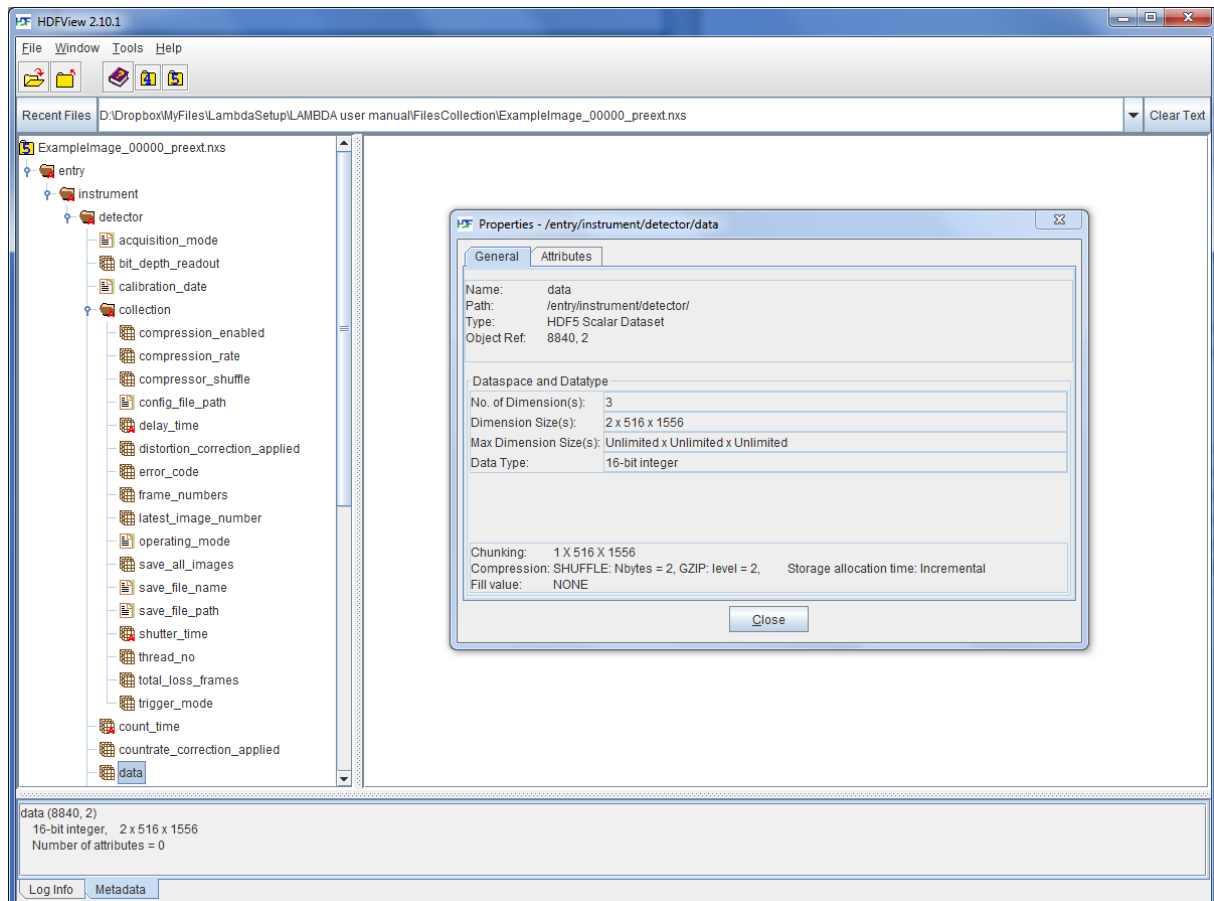 HDFView 2.10.1
File Window Tools Help
4 5
Recent Files D:\Dropbox\MyFiles\LambdaSetup\LAMBDA user manual\FilesCollection\ExampleImage_00000_preext.nxs Clear Text
5 ExampleImage_00000_preext.nxs
entry
instrument
detector
acquisition_mode
bit_depth_readout
calibration_date
collection
compression_enabled
compression_rate
compressor_shuffle
config_file_path
delay_time
distortion_correction_applied
error_code
frame_numbers
latest_image_number
operating_mode
save_all_images
save_file_name
save_file_path
shutter_time
thread_no
total_loss_frames
trigger_mode
count_time
countrate_correction_applied
data
HDF Properties - /entry/instrument/detector/data
General Attributes
Name: data
Path: /entry/instrument/detector/
Type: HDF5 Scalar Dataset
Object Ref: 8840, 2
Dataspace and Datatype
No. of Dimension(s): 3
Dimension Size(s): 2 x 516 x 1556
Max Dimension Size(s): Unlimited x Unlimited x Unlimited
Data Type: 16-bit integer
Chunking: 1 X 516 X 1556
Compression: SHUFFLE: Nbytes = 2, GZIP: level = 2, Storage allocation time: Incremental
Fill value: NONE
Close
data (8840, 2)
16-bit integer, 2 x 516 x 1556
Number of attributes = 0
Log Info Metadata